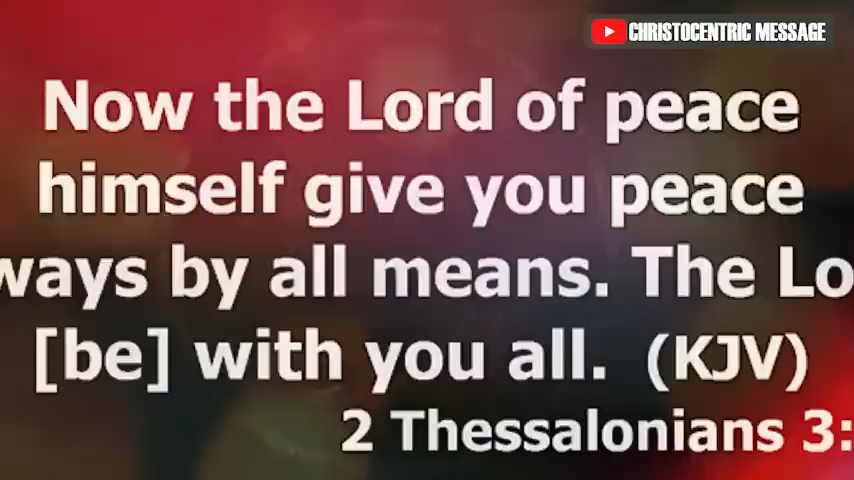 CHRISTOCENTRIC MESSAGE
Now the Lord of peace
himself give you peace
ways by all means. The Lo
[be] with you all. (KJV)
2 Thessalonians 3: